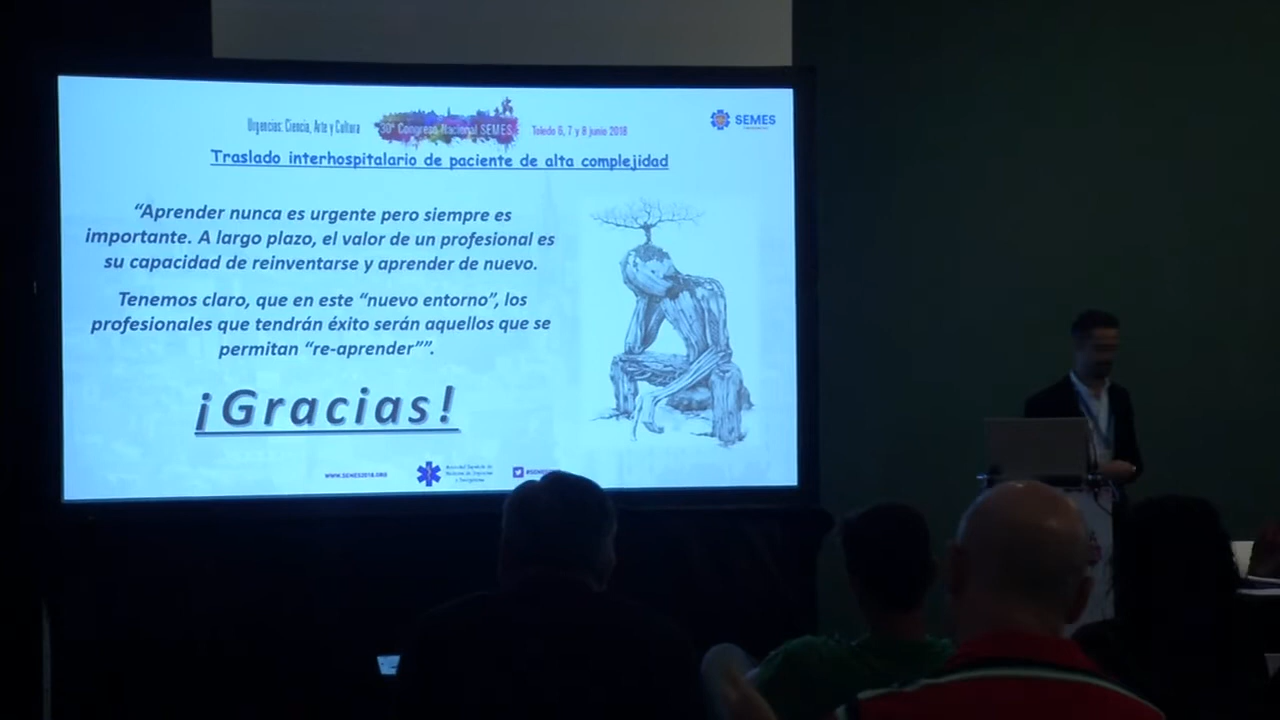 Urgencias: Ciencia, Arte y Cultura
30º Congreso Nacional SEMES
Toledo 6, 7 y 8 junio 2018
SEMES
Traslado interhospitalario de paciente de alta complejidad
“Aprender nunca es urgente pero siempre es
importante. A largo plazo, el valor de un profesional es
su capacidad de reinventarse y aprender de nuevo.
Tenemos claro, que en este “nuevo entorno”, los
profesionales que tendrán éxito serán aquellos que se
permitan “re-aprender””.
¡Gracias!
WWW.SEMES2018.ORG